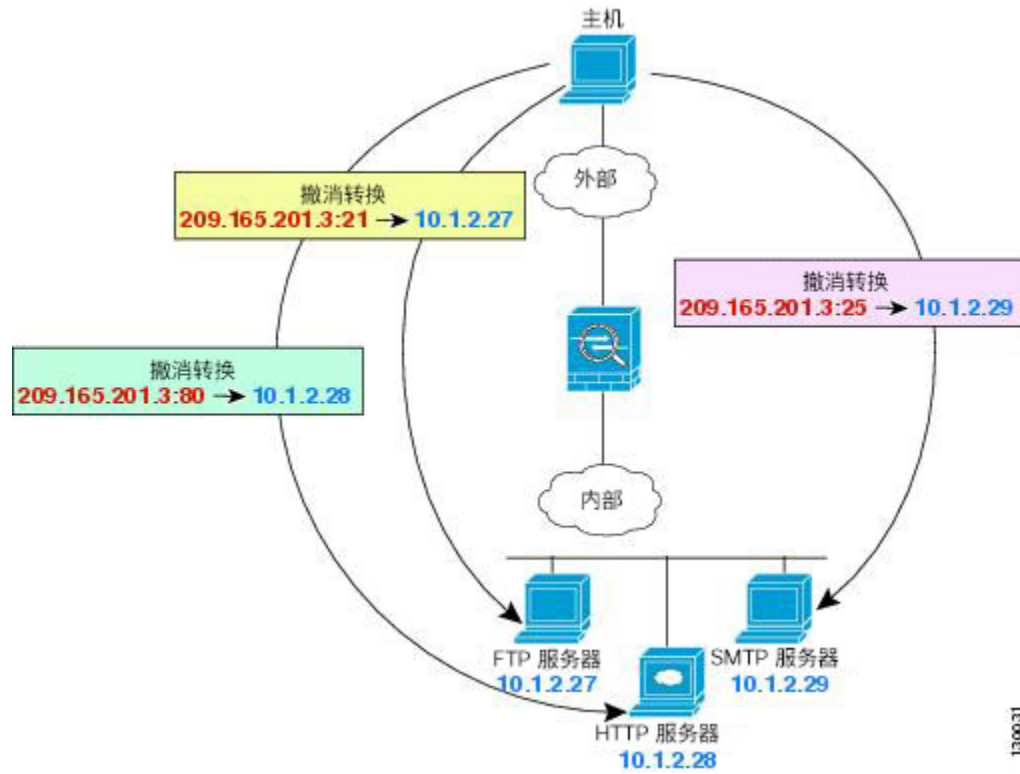 主机
外部
撤消转换
209.165.201.3:21 → 10.1.2.27
撤消转换
209.165.201.3:25 → 10.1.2.29
撤消转换
209.165.201.3:80 → 10.1.2.28
内部
FTP 服务器
10.1.2.27
SMTP 服务器
10.1.2.29
HTTP 服务器
10.1.2.28
130031